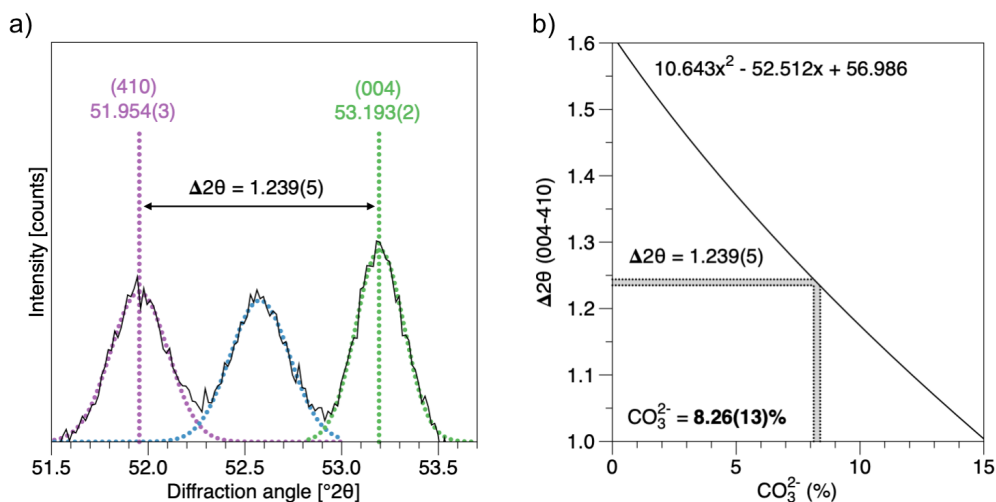 a)
(410)
51.954(3)
(004)
53.193(2)
Δ2θ = 1.239(5)
Intensity [counts]
51.5 52.0 52.5 53.0 53.5
Diffraction angle [°2θ]
b)
1.6
1.5
1.4
1.3
1.2
1.1
1.0
Δ2θ (004-410)
10.643x² - 52.512x + 56.986
Δ2θ = 1.239(5)
CO₃²⁻ = 8.26(13)%
0 5 10 15
CO₃²⁻ (%)